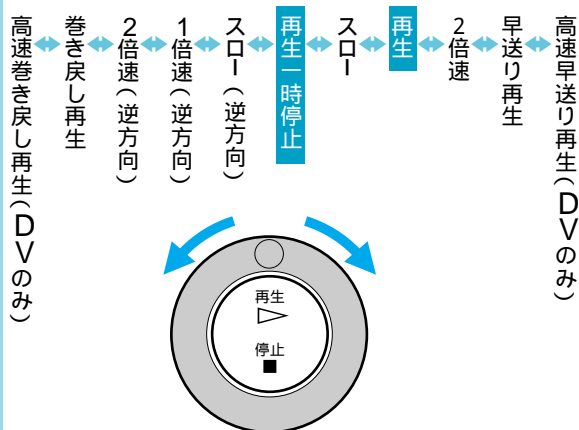 高速早送り再生（DVのみ）
早送り再生
2倍速
再生
スロー
再生一時停止
スロー（逆方向）
1倍速（逆方向）
2倍速（逆方向）
巻き戻し再生
高速巻き戻し再生（DVのみ）
再生
停止